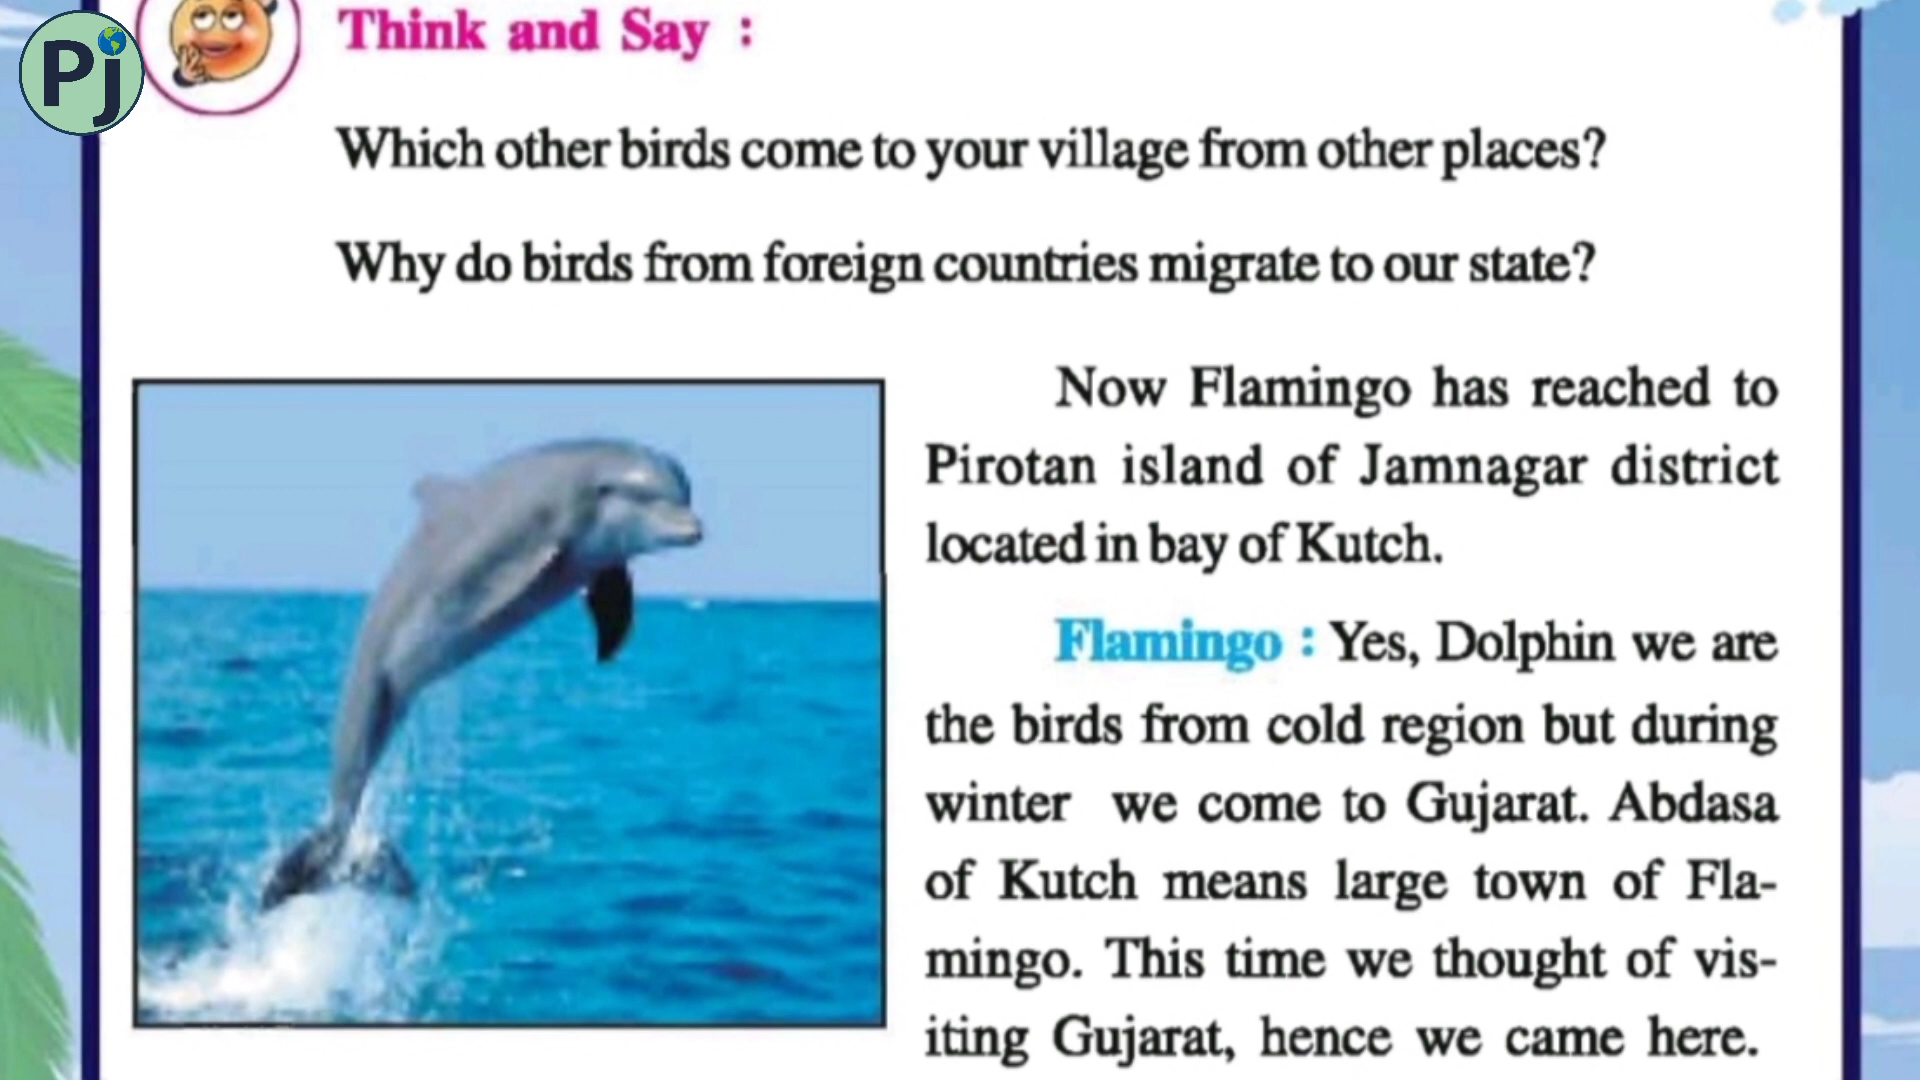 Pj
Think and Say :
Which other birds come to your village from other places?
Why do birds from foreign countries migrate to our state?
Now Flamingo has reached to
Pirotan island of Jamnagar district
located in bay of Kutch.
Flamingo : Yes, Dolphin we are
the birds from cold region but during
winter we come to Gujarat. Abdasa
of Kutch means large town of Fla-
mingo. This time we thought of vis-
iting Gujarat, hence we came here.